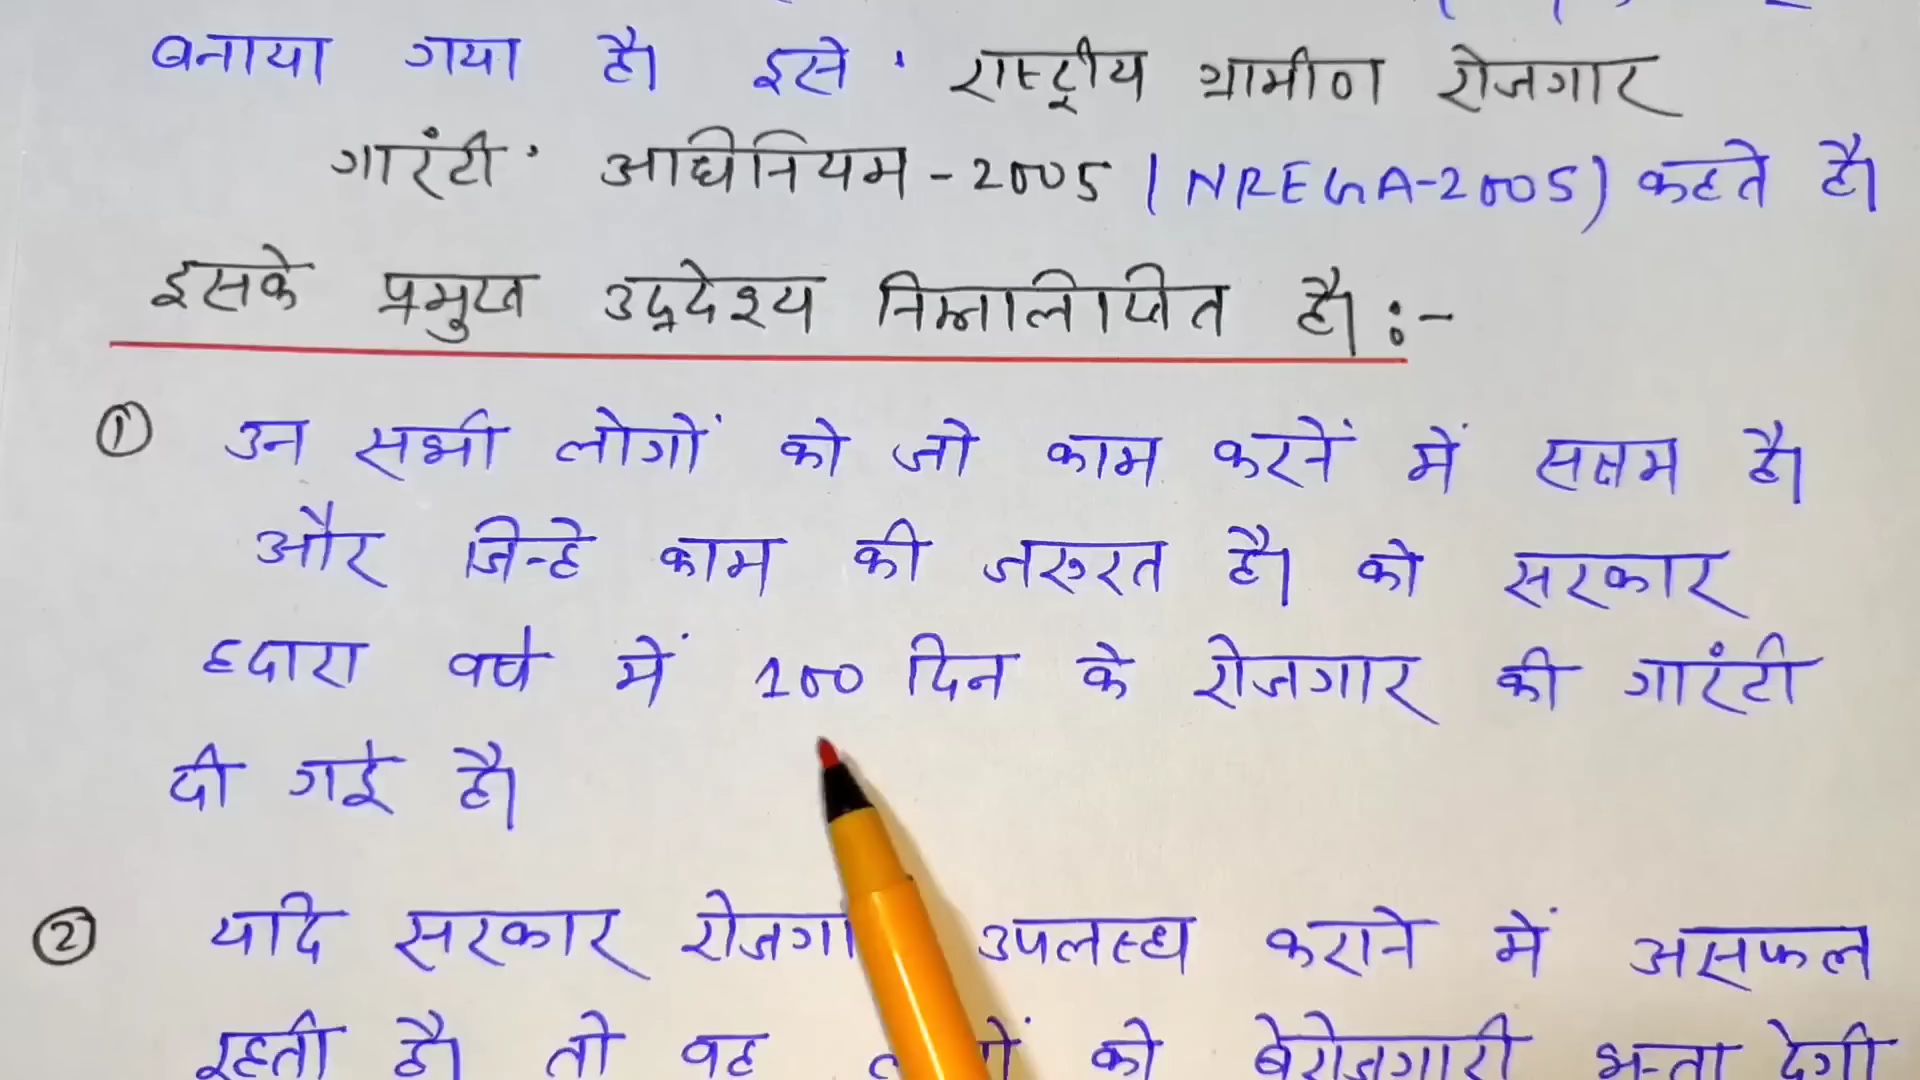 बनाया गया है। इसे ' राष्ट्रीय ग्रामीण रोजगार
गारंटी' अधिनियम - 2005 (NREGA-2005) कहते है।
इसके प्रमुख उद्देश्य निम्नलिखित है। :-
① उन सभी लोगों को जो काम करनें में सक्षम है।
और जिन्हे काम की जरुरत है। को सरकार
द्वारा वर्ष में 100 दिन के रोजगार की गारंटी
दी गई है।
② यदि सरकार उपलब्ध कराने में असफल
रहती है। तो वह को बेरोजगारी भत्ता देगी